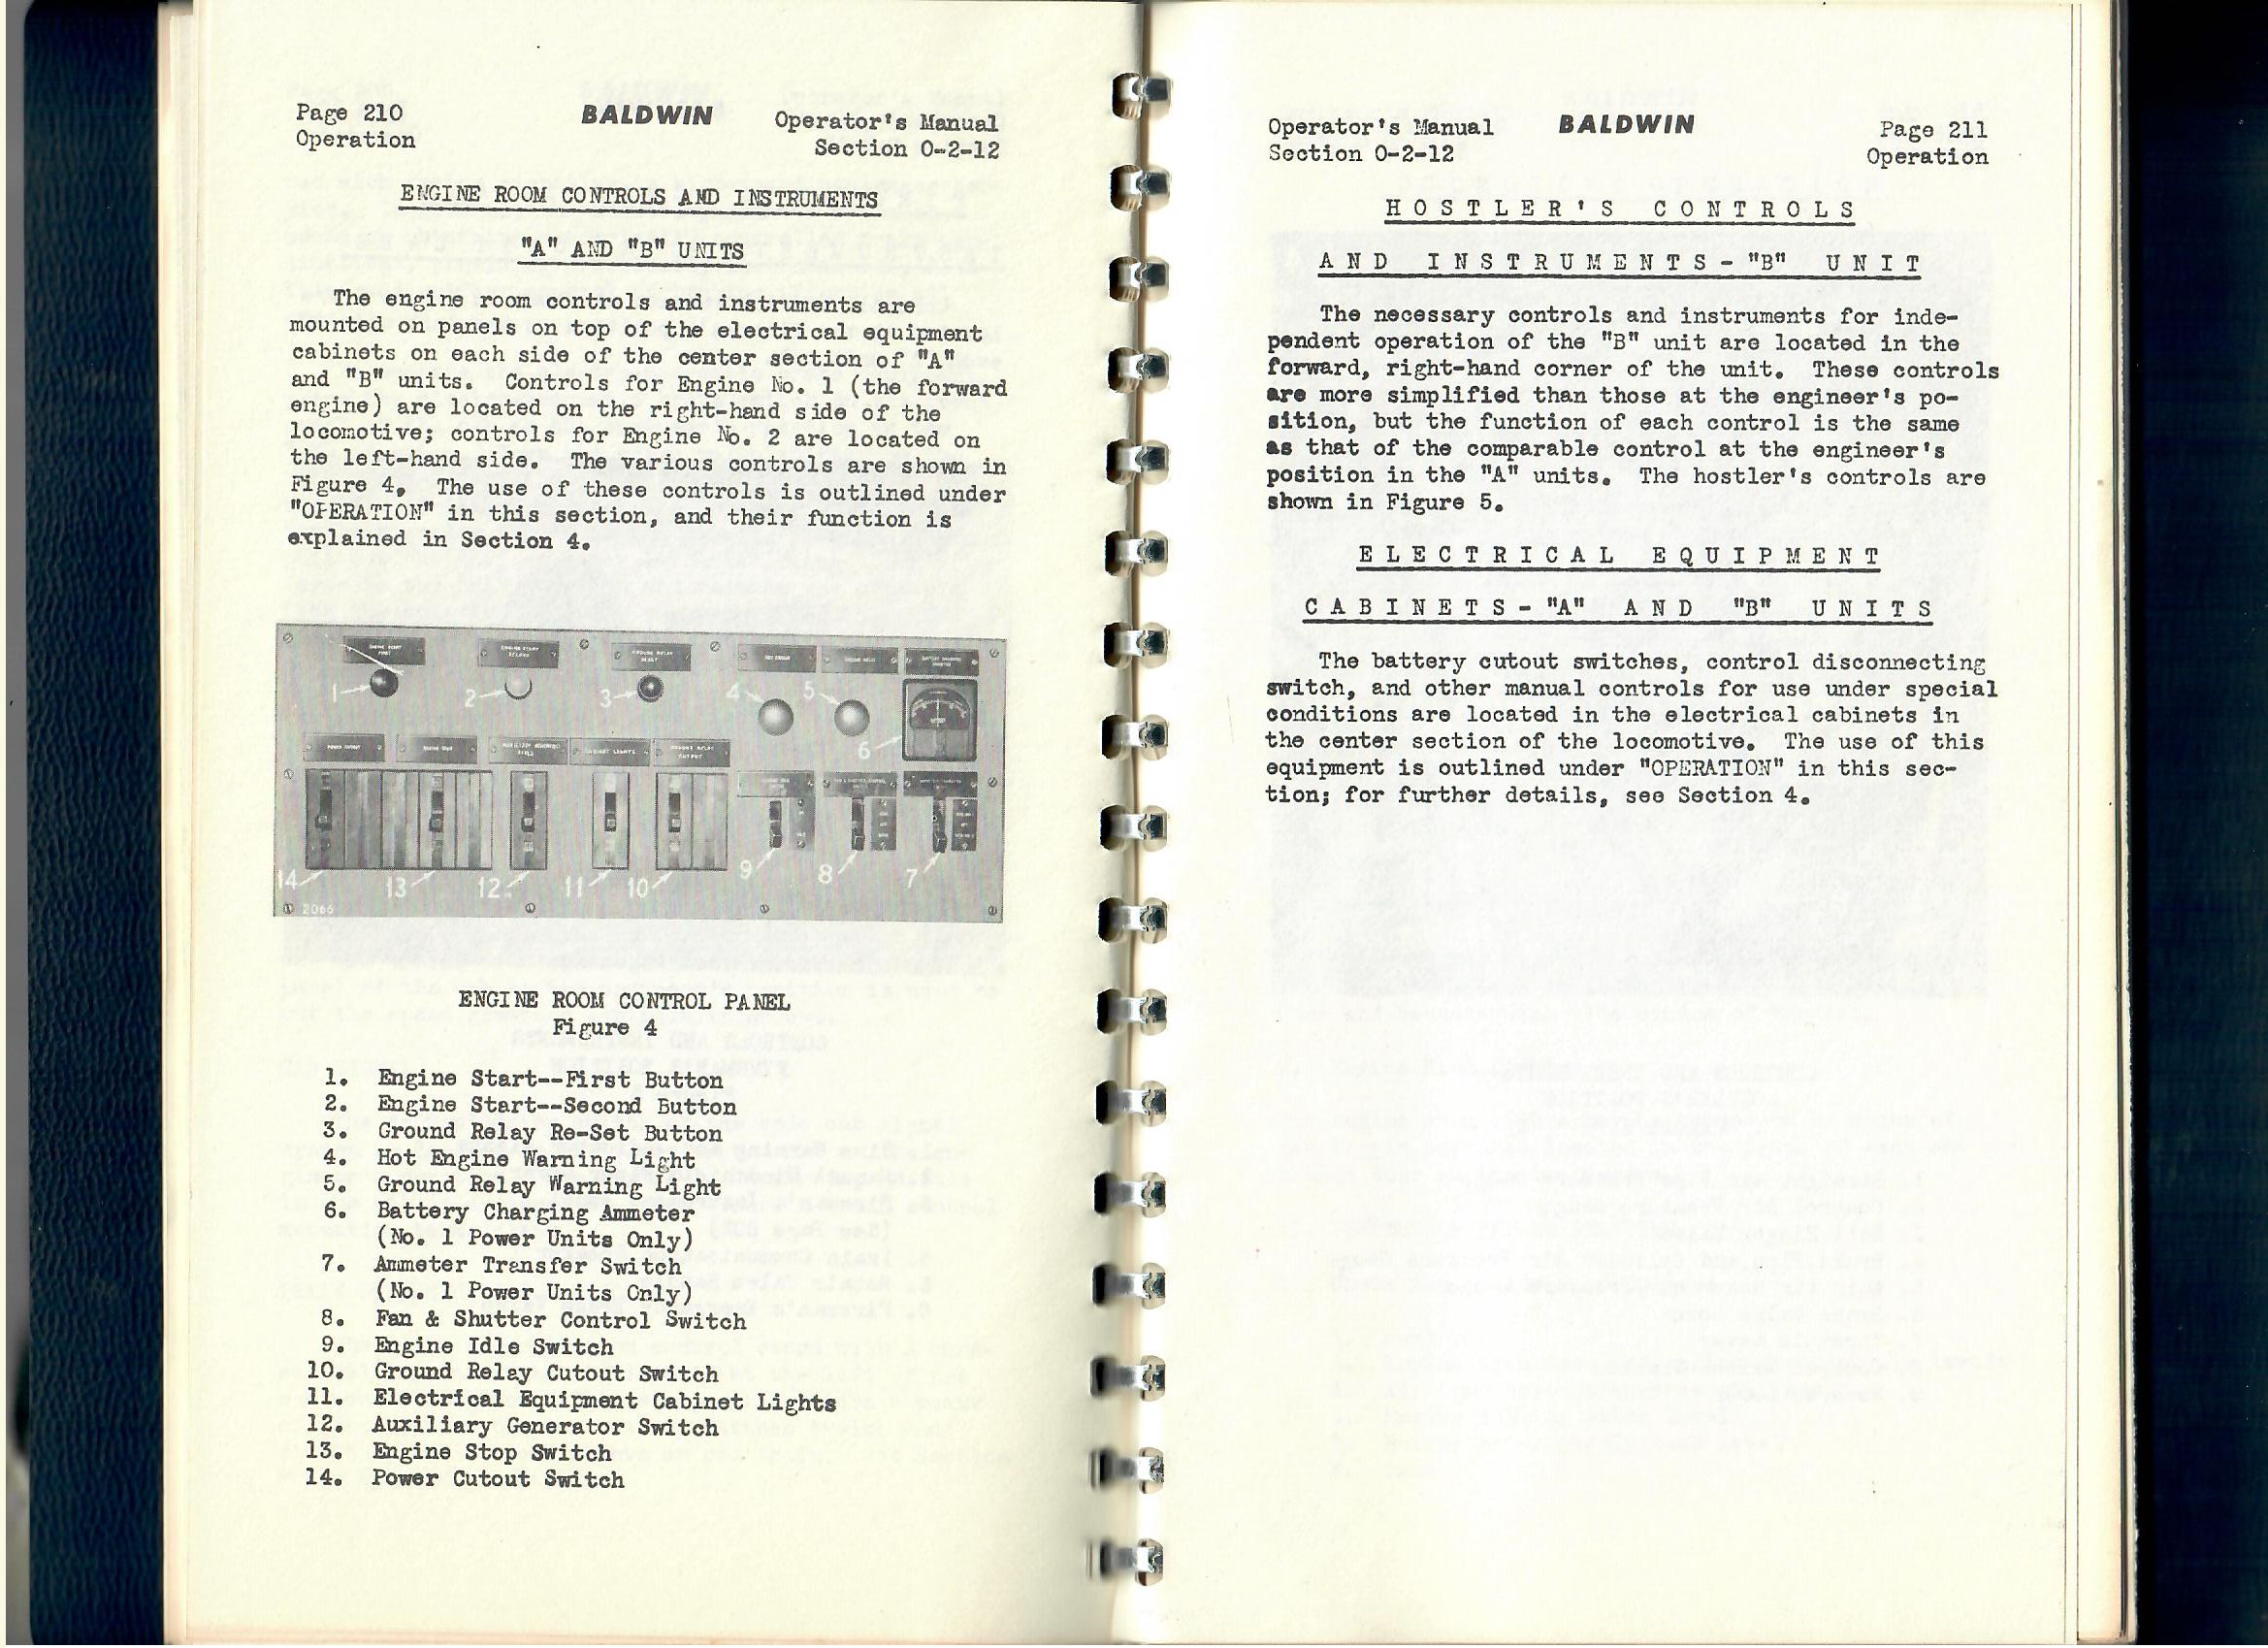 Page 210
Operation
BALDWIN
Operator's Manual
Section O-2-12
ENGINE ROOM CONTROLS AND INSTRUMENTS
"A" AND "B" UNITS
The engine room controls and instruments are
mounted on panels on top of the electrical equipment
cabinets on each side of the center section of "A"
and "B" units. Controls for Engine No. 1 (the forward
engine) are located on the right-hand side of the
locomotive; controls for Engine No. 2 are located on
the left-hand side. The various controls are shown in
Figure 4. The use of these controls is outlined under
"OPERATION" in this section, and their function is
explained in Section 4.
1
2
3
4
5
6
14
13
12.
11
10
9
8
7
2066
ENGINE ROOM CONTROL PANEL
Figure 4
1. Engine Start--First Button
2. Engine Start--Second Button
3. Ground Relay Re-Set Button
4. Hot Engine Warning Light
5. Ground Relay Warning Light
6. Battery Charging Ammeter
(No. 1 Power Units Only)
7. Ammeter Transfer Switch
(No. 1 Power Units Only)
8. Fan & Shutter Control Switch
9. Engine Idle Switch
10. Ground Relay Cutout Switch
11. Electrical Equipment Cabinet Lights
12. Auxiliary Generator Switch
13. Engine Stop Switch
14. Power Cutout Switch
Operator's Manual
Section O-2-12
BALDWIN
Page 211
Operation
HOSTLER'S CONTROLS
AND INSTRUMENTS-"B" UNIT
The necessary controls and instruments for inde-
pendent operation of the "B" unit are located in the
forward, right-hand corner of the unit. These controls
are more simplified than those at the engineer's po-
sition, but the function of each control is the same
as that of the comparable control at the engineer's
position in the "A" units. The hostler's controls are
shown in Figure 5.
ELECTRICAL EQUIPMENT
CABINETS-"A" AND "B" UNITS
The battery cutout switches, control disconnecting
switch, and other manual controls for use under special
conditions are located in the electrical cabinets in
the center section of the locomotive. The use of this
equipment is outlined under "OPERATION" in this sec-
tion; for further details, see Section 4.